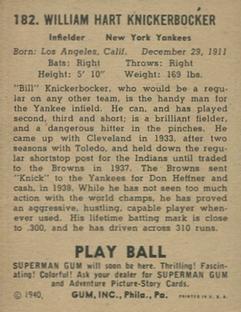 182. WILLIAM HART KNICKERBOCKER
Infielder New York Yankees
Born: Los Angeles, Calif. December 29, 1911
Bats: Right Throws: Right
Height: 5' 10" Weight: 169 lbs.
"Bill" Knickerbocker, who would be a regu-
lar on any other team, is the handy man for
the Yankee infield. He can, and has played
second, third and short; is a brilliant fielder,
and a dangerous hitter in the pinches. He
came up with Cleveland in 1933, after two
seasons with Toledo, and held down the reg-
ular shortstop post for the Indians until traded
to the Browns in 1937. The Browns sent
"Knick" to the Yankees for Don Heffner and
cash, in 1938. While he has not seen too much
action with the world champs, he has proved
an aggressive, hustling, capable player when-
ever used. His lifetime batting mark is close
to .300, and he has driven across 310 runs.
PLAY BALL
SUPERMAN GUM will soon be here. Thrilling! Fascin-
ating! Colorful! Ask your dealer for SUPERMAN GUM
and Adventure Picture-Story Cards.
© 1940, GUM, INC., Phila., Pa. PRINTED IN U. S. A.